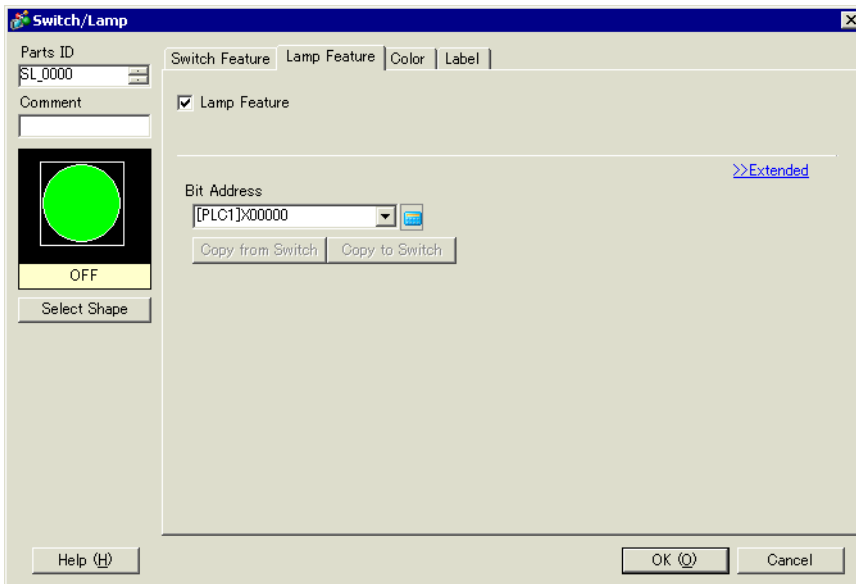 Switch/Lamp
Parts ID
SL_0000
Comment
OFF
Select Shape
Switch Feature Lamp Feature Color Label
Lamp Feature
>>Extended
Bit Address
[PLC1]X00000
Copy from Switch Copy to Switch
Help (H) OK (O) Cancel